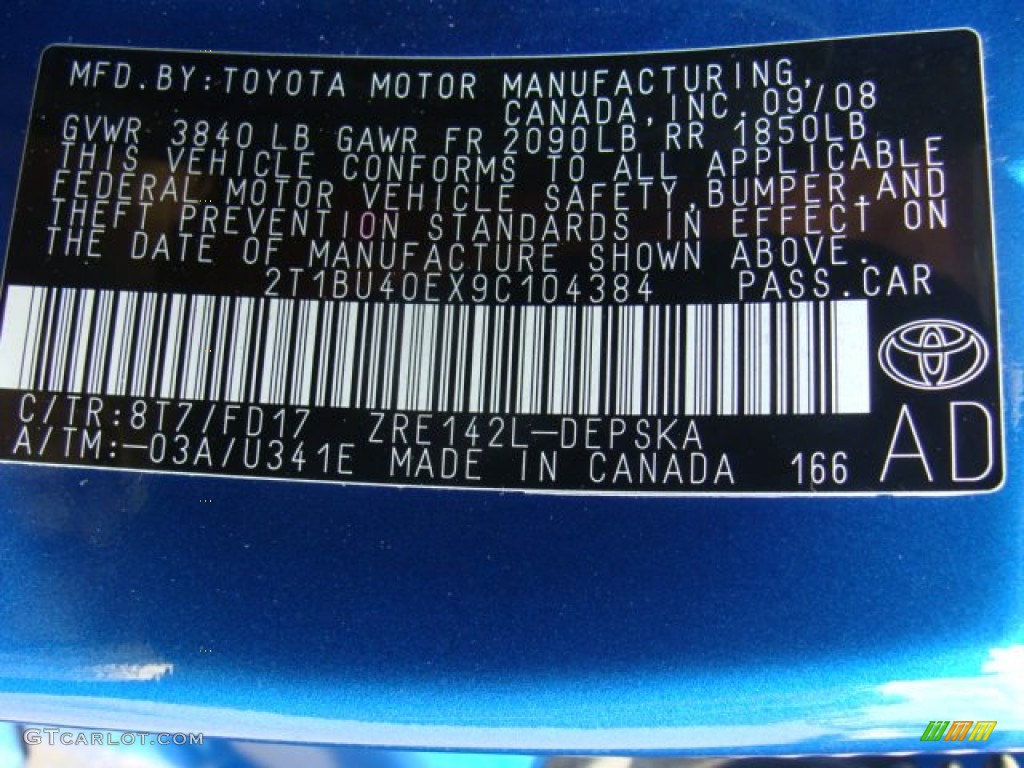 MFD.BY:TOYOTA MOTOR MANUFACTURING,
CANADA,INC.09/08
GVWR 3840 LB GAWR FR 2090LB RR 1850LB
THIS VEHICLE CONFORMS TO ALL APPLICABLE
FEDERAL MOTOR VEHICLE SAFETY,BUMPER,AND
THEFT PREVENTION STANDARDS IN EFFECT ON
THE DATE OF MANUFACTURE SHOWN ABOVE.
2T1BU40EX9C104384 PASS.CAR
C/TR:8T7/FD17 ZRE142L-DEPSKA
A/TM:-03A/U341E MADE IN CANADA 166
AD
GTCARLOT.COM